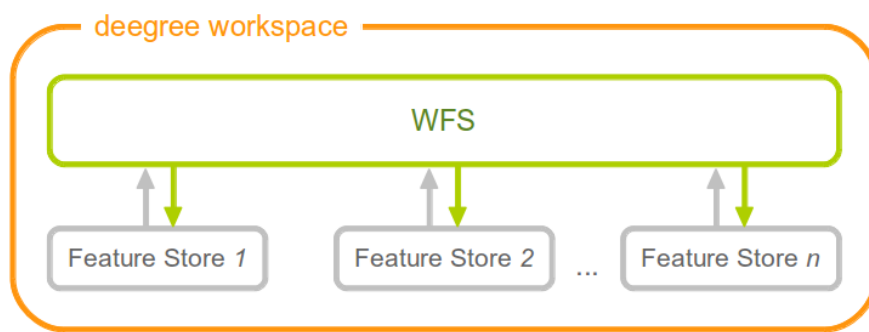 deegree workspace
WFS
Feature Store 1
Feature Store 2
...
Feature Store n